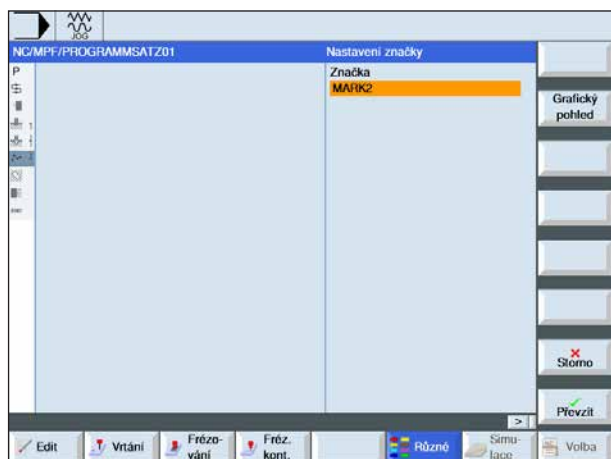 JOG
NC/MPF/PROGRAMMSATZ01
Nastavení značky
P
Značka
MARK2
Grafický
pohled
Storno
Převzít
>
Edit
Vrtání
Frézo-
vání
Fréz.
kont.
Různé
Simu-
lace
Volba